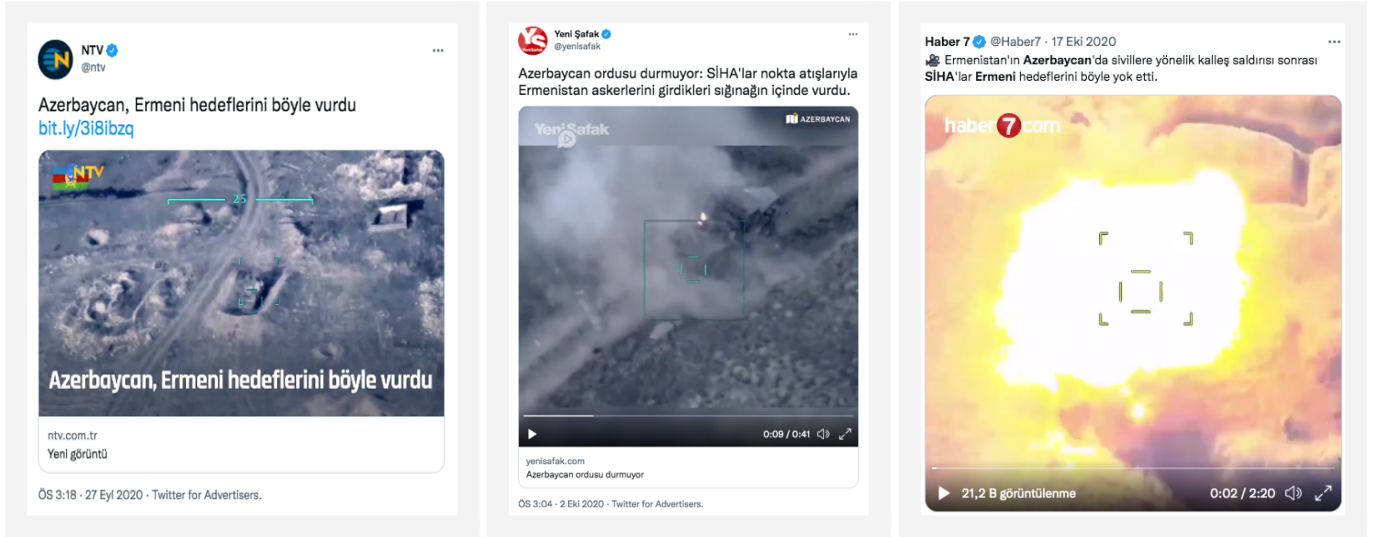 NTV
@ntv
Azerbaycan, Ermeni hedeflerini böyle vurdu
bit.ly/3i8ibzq
NTV
25
Azerbaycan, Ermeni hedeflerini böyle vurdu
ntv.com.tr
Yeni görüntü
ÖS 3:18 · 27 Eyl 2020 · Twitter for Advertisers.
YS
Yeni Şafak
@yenisafak
Azerbaycan ordusu durmuyor: SİHA'lar nokta atışlarıyla
Ermenistan askerlerini girdikleri sığınağın içinde vurdu.
YeniSafak
AZERBAYCAN
0:09 / 0:41
yenisafak.com
Azerbaycan ordusu durmuyor
ÖS 3:04 · 2 Eki 2020 · Twitter for Advertisers.
Haber 7 @Haber7 · 17 Eki 2020
Ermenistan'ın Azerbaycan'da sivillere yönelik kalleş saldırısı sonrası
SİHA'lar Ermeni hedeflerini böyle yok etti.
haber 7 com
21,2 B görüntülenme
0:02 / 2:20